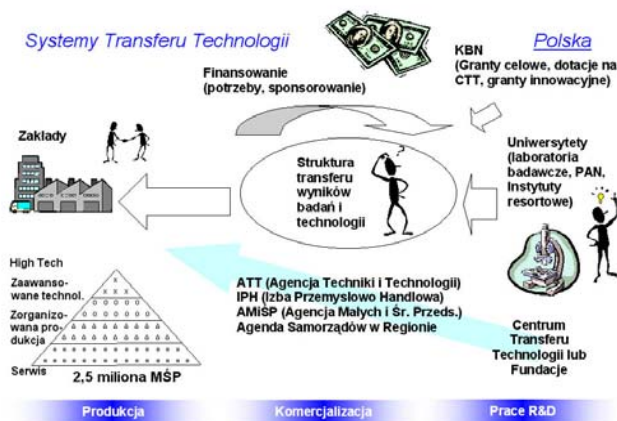 Systemy Transferu Technologii
Polska
KBN
(Granty celowe, dotacje na
CTT, granty innowacyjne)
Finansowanie
(potrzeby, sponsorowanie)
Zakłady
Struktura
transferu
wyników
badań i
technologii
?
Uniwersytety
(laboratoria
badawcze, PAN,
Instytuty
resortowe)
High Tech
Zaawanso-
wane technol.
Zorganizo-
wana pro-
dukcja
Serwis
2,5 miliona MŚP
ATT (Agencja Techniki i Technologii)
IPH (Izba Przemysłowo Handlowa)
AMiŚP (Agencja Małych i Śr. Przeds.)
Agenda Samorządów w Regionie
Centrum
Transferu
Technologii lub
Fundacje
Produkcja
Komercjalizacja
Prace R&D